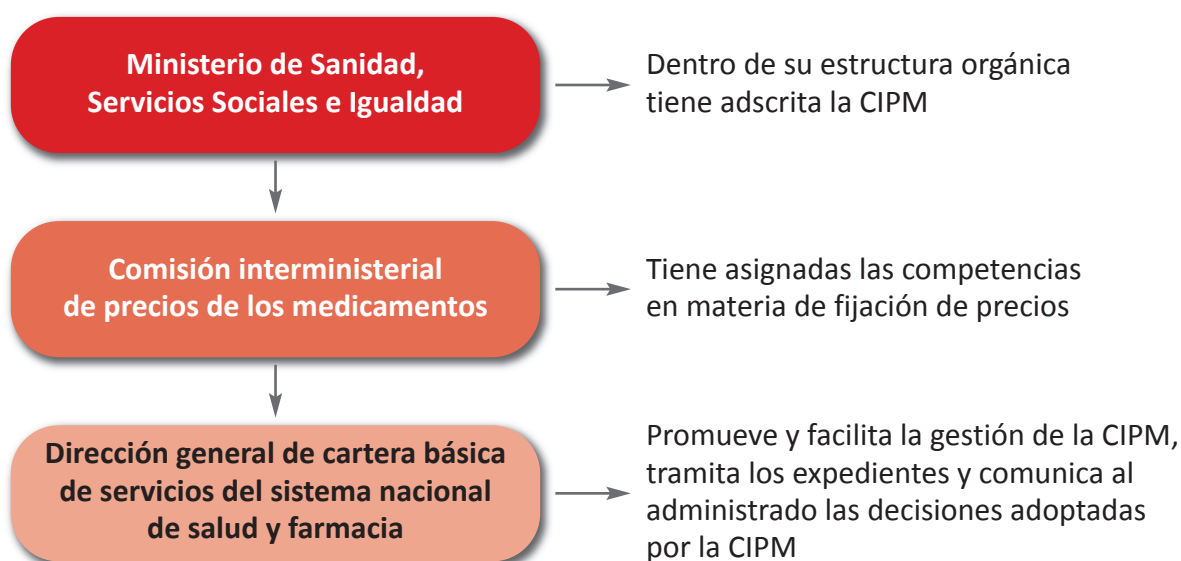 Ministerio de Sanidad,
Servicios Sociales e Igualdad
Dentro de su estructura orgánica
tiene adscrita la CIPM
Comisión interministerial
de precios de los medicamentos
Tiene asignadas las competencias
en materia de fijación de precios
Dirección general de cartera básica
de servicios del sistema nacional
de salud y farmacia
Promueve y facilita la gestión de la CIPM,
tramita los expedientes y comunica al
administrado las decisiones adoptadas
por la CIPM